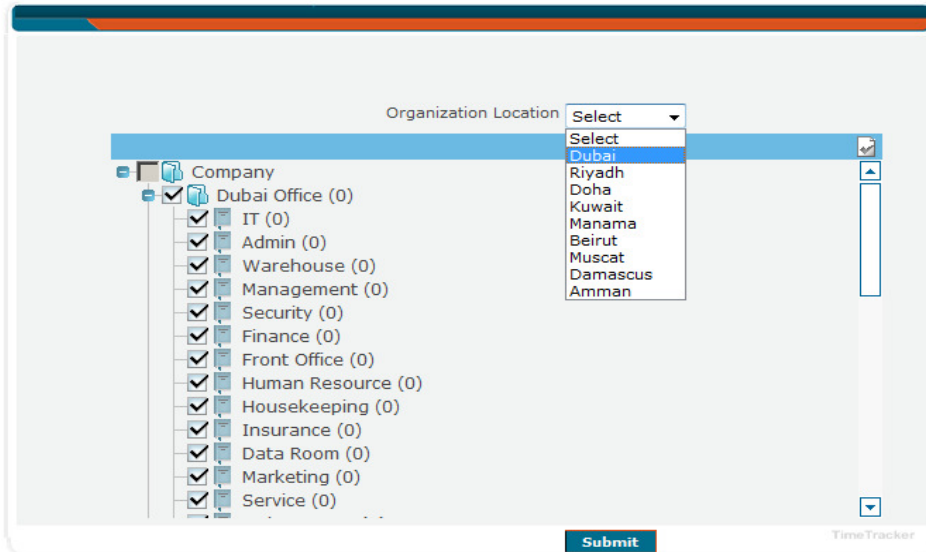 Organization Location Select
Select
Dubai
Riyadh
Doha
Kuwait
Manama
Beirut
Muscat
Damascus
Amman
Company
Dubai Office (0)
IT (0)
Admin (0)
Warehouse (0)
Management (0)
Security (0)
Finance (0)
Front Office (0)
Human Resource (0)
Housekeeping (0)
Insurance (0)
Data Room (0)
Marketing (0)
Service (0)
Submit
TimeTracker